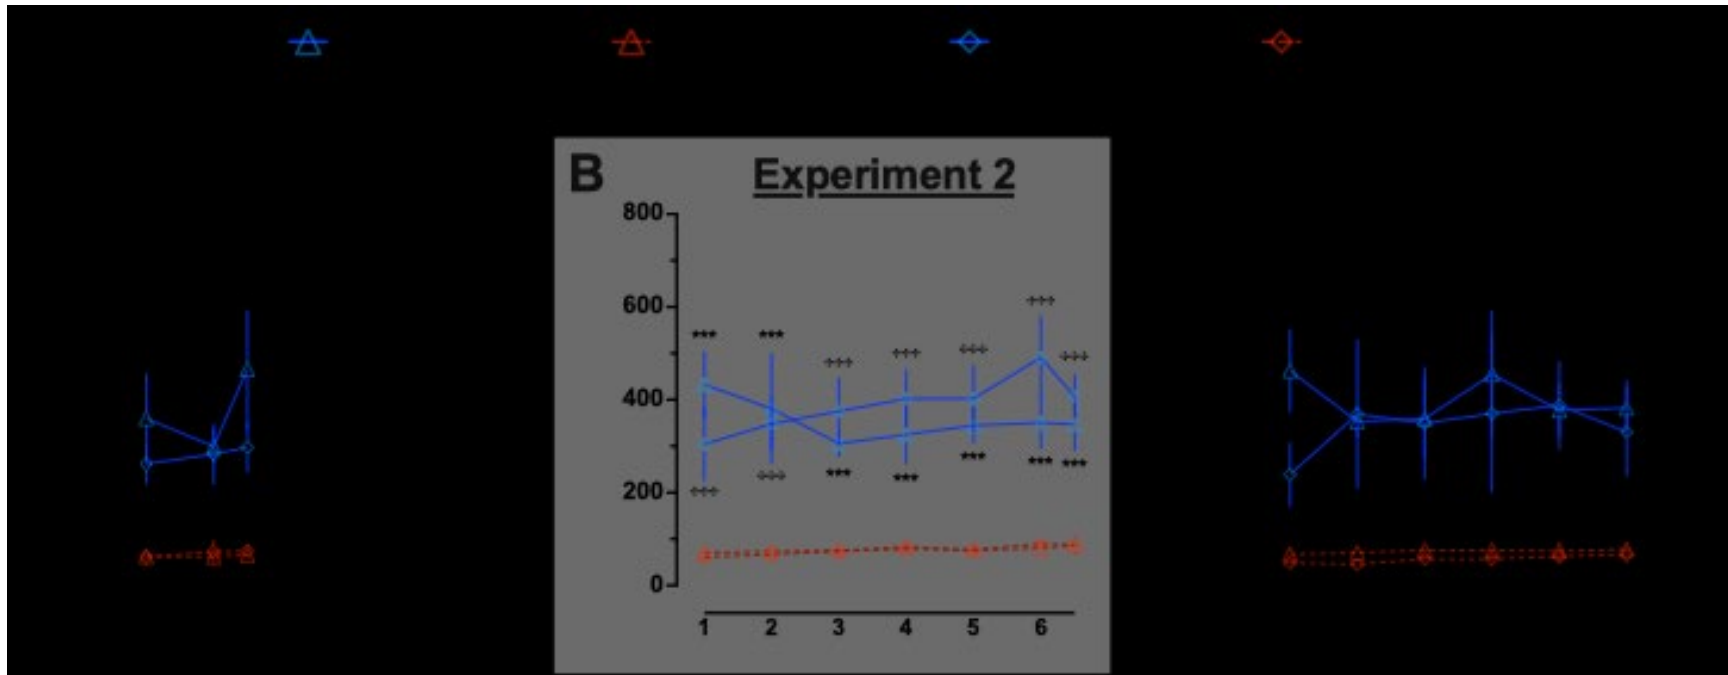 B
Experiment 2
800
600
+++
*** ***
+++ +++ +++ +++
400
+++ +++ *** *** *** *** ***
200
0
1 2 3 4 5 6